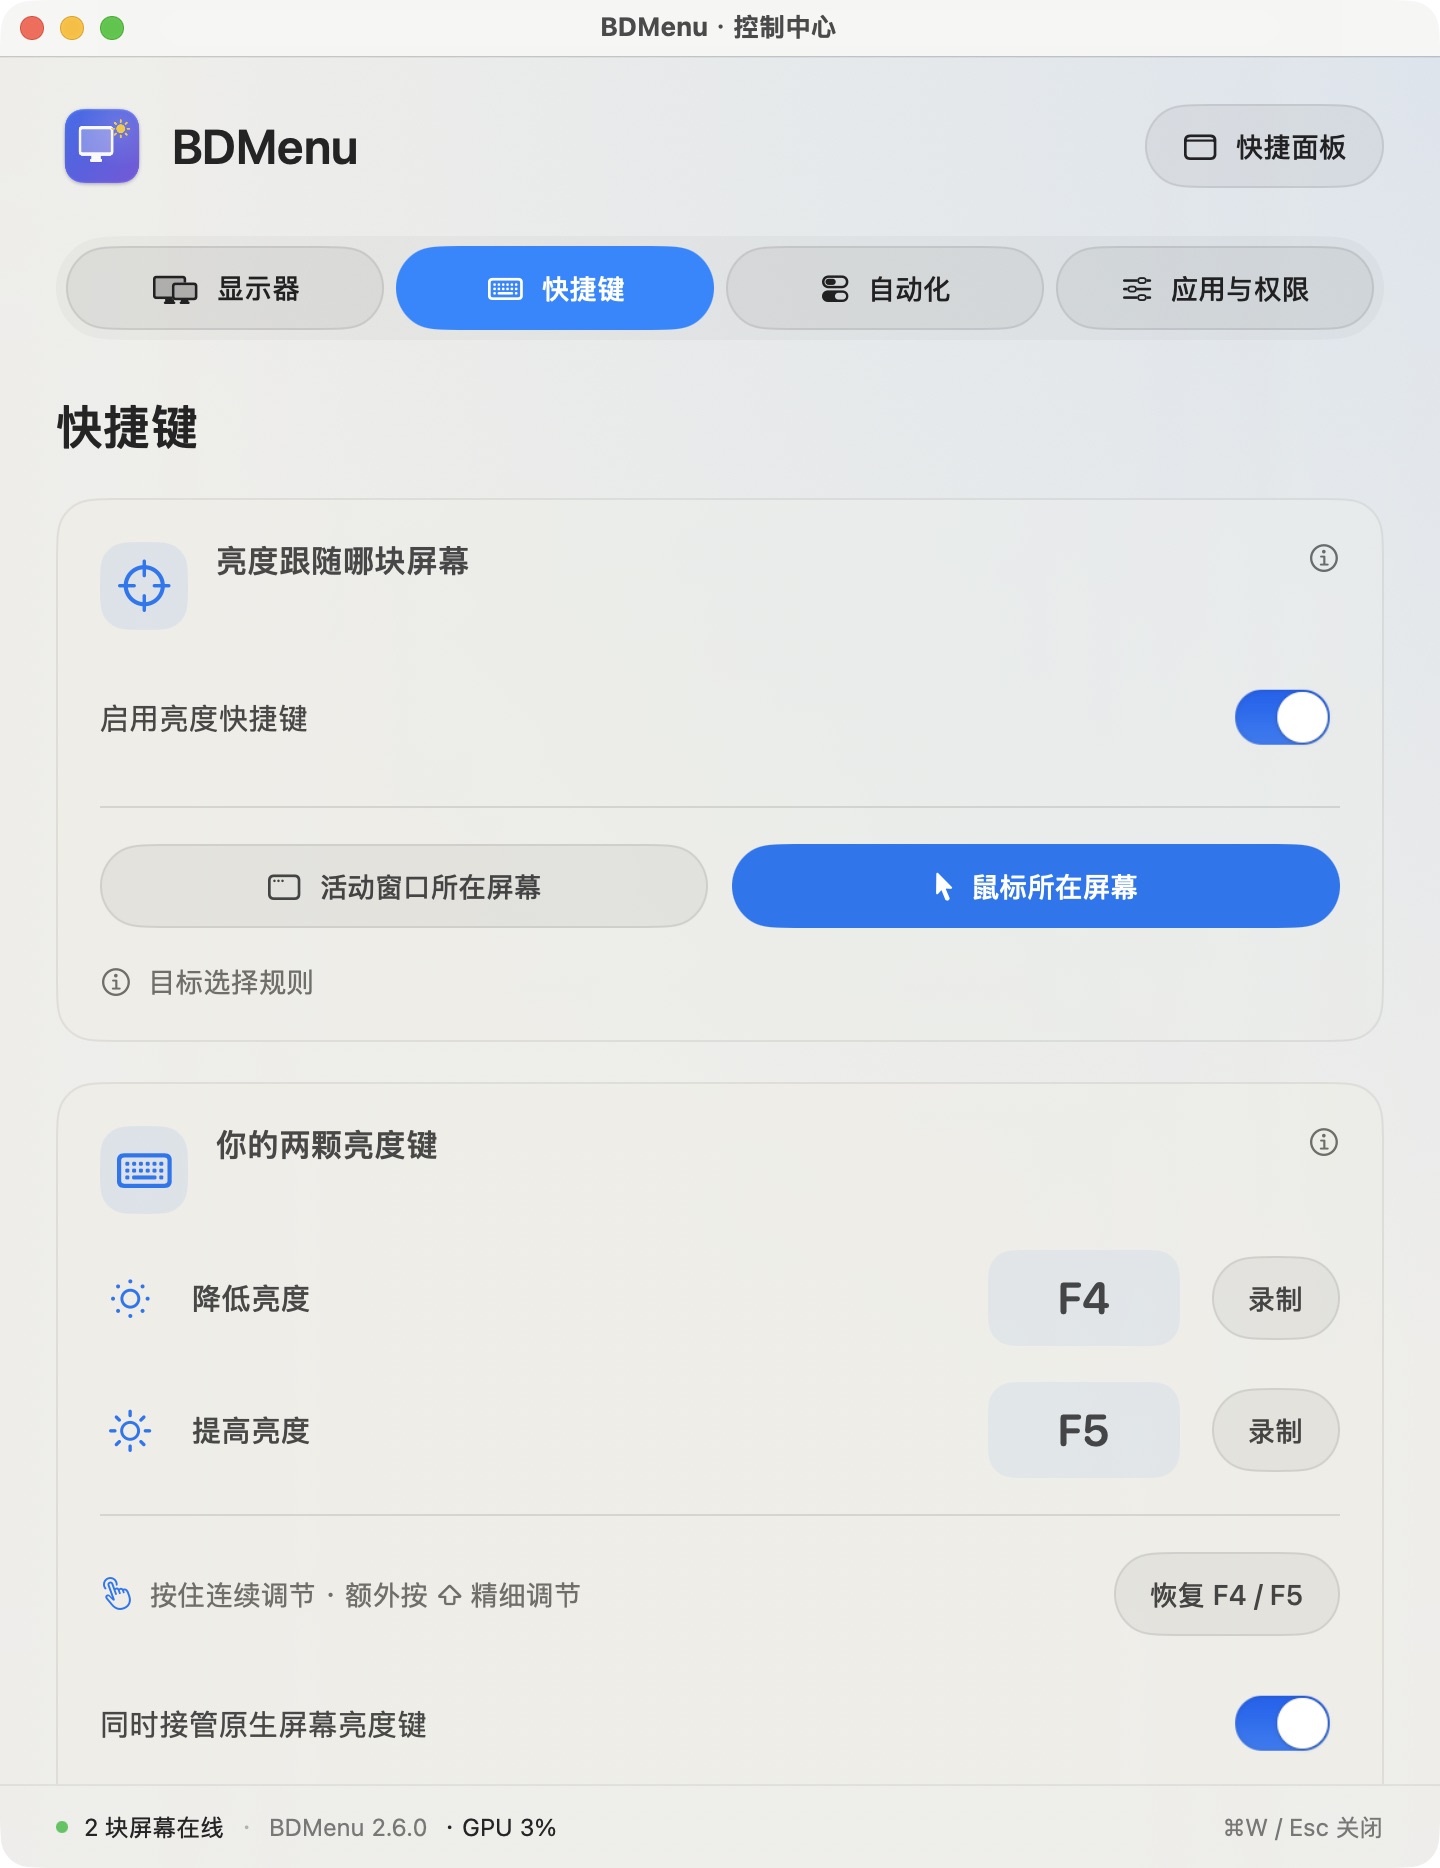 BDMenu · 控制中心
BDMenu
快捷面板
显示器
快捷键
自动化
应用与权限
快捷键
亮度跟随哪块屏幕
启用亮度快捷键
活动窗口所在屏幕
鼠标所在屏幕
目标选择规则
你的两颗亮度键
降低亮度
F4
录制
提高亮度
F5
录制
按住连续调节 · 额外按 ⇧ 精细调节
恢复 F4 / F5
同时接管原生屏幕亮度键
2 块屏幕在线 · BDMenu 2.6.0 · GPU 3%
⌘W / Esc 关闭